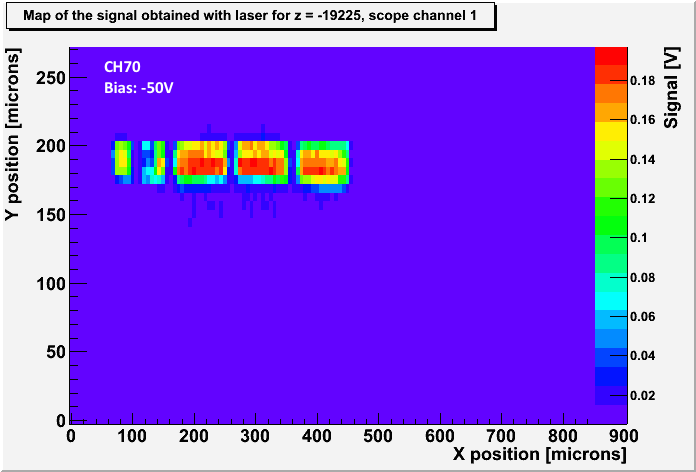 Map of the signal obtained with laser for z = -19225, scope channel 1
CH70
Bias: -50V
Y position [microns]
250
200
150
100
50
0
0 100 200 300 400 500 600 700 800 900
X position [microns]
Signal [V]
0.18
0.16
0.14
0.12
0.1
0.08
0.06
0.04
0.02